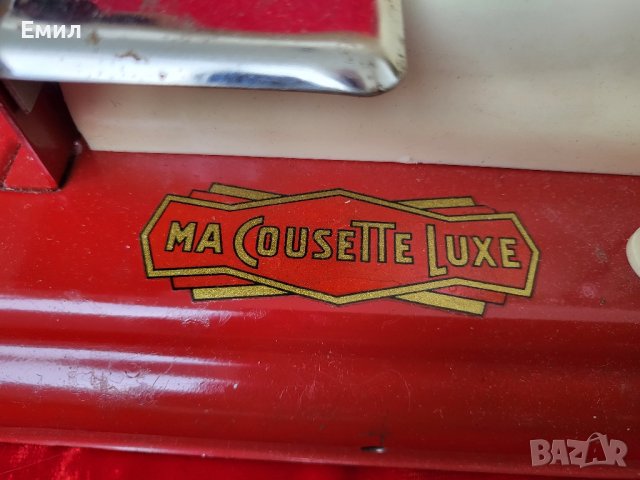 Емил
MA COUSETTE LUXE
BAZAR